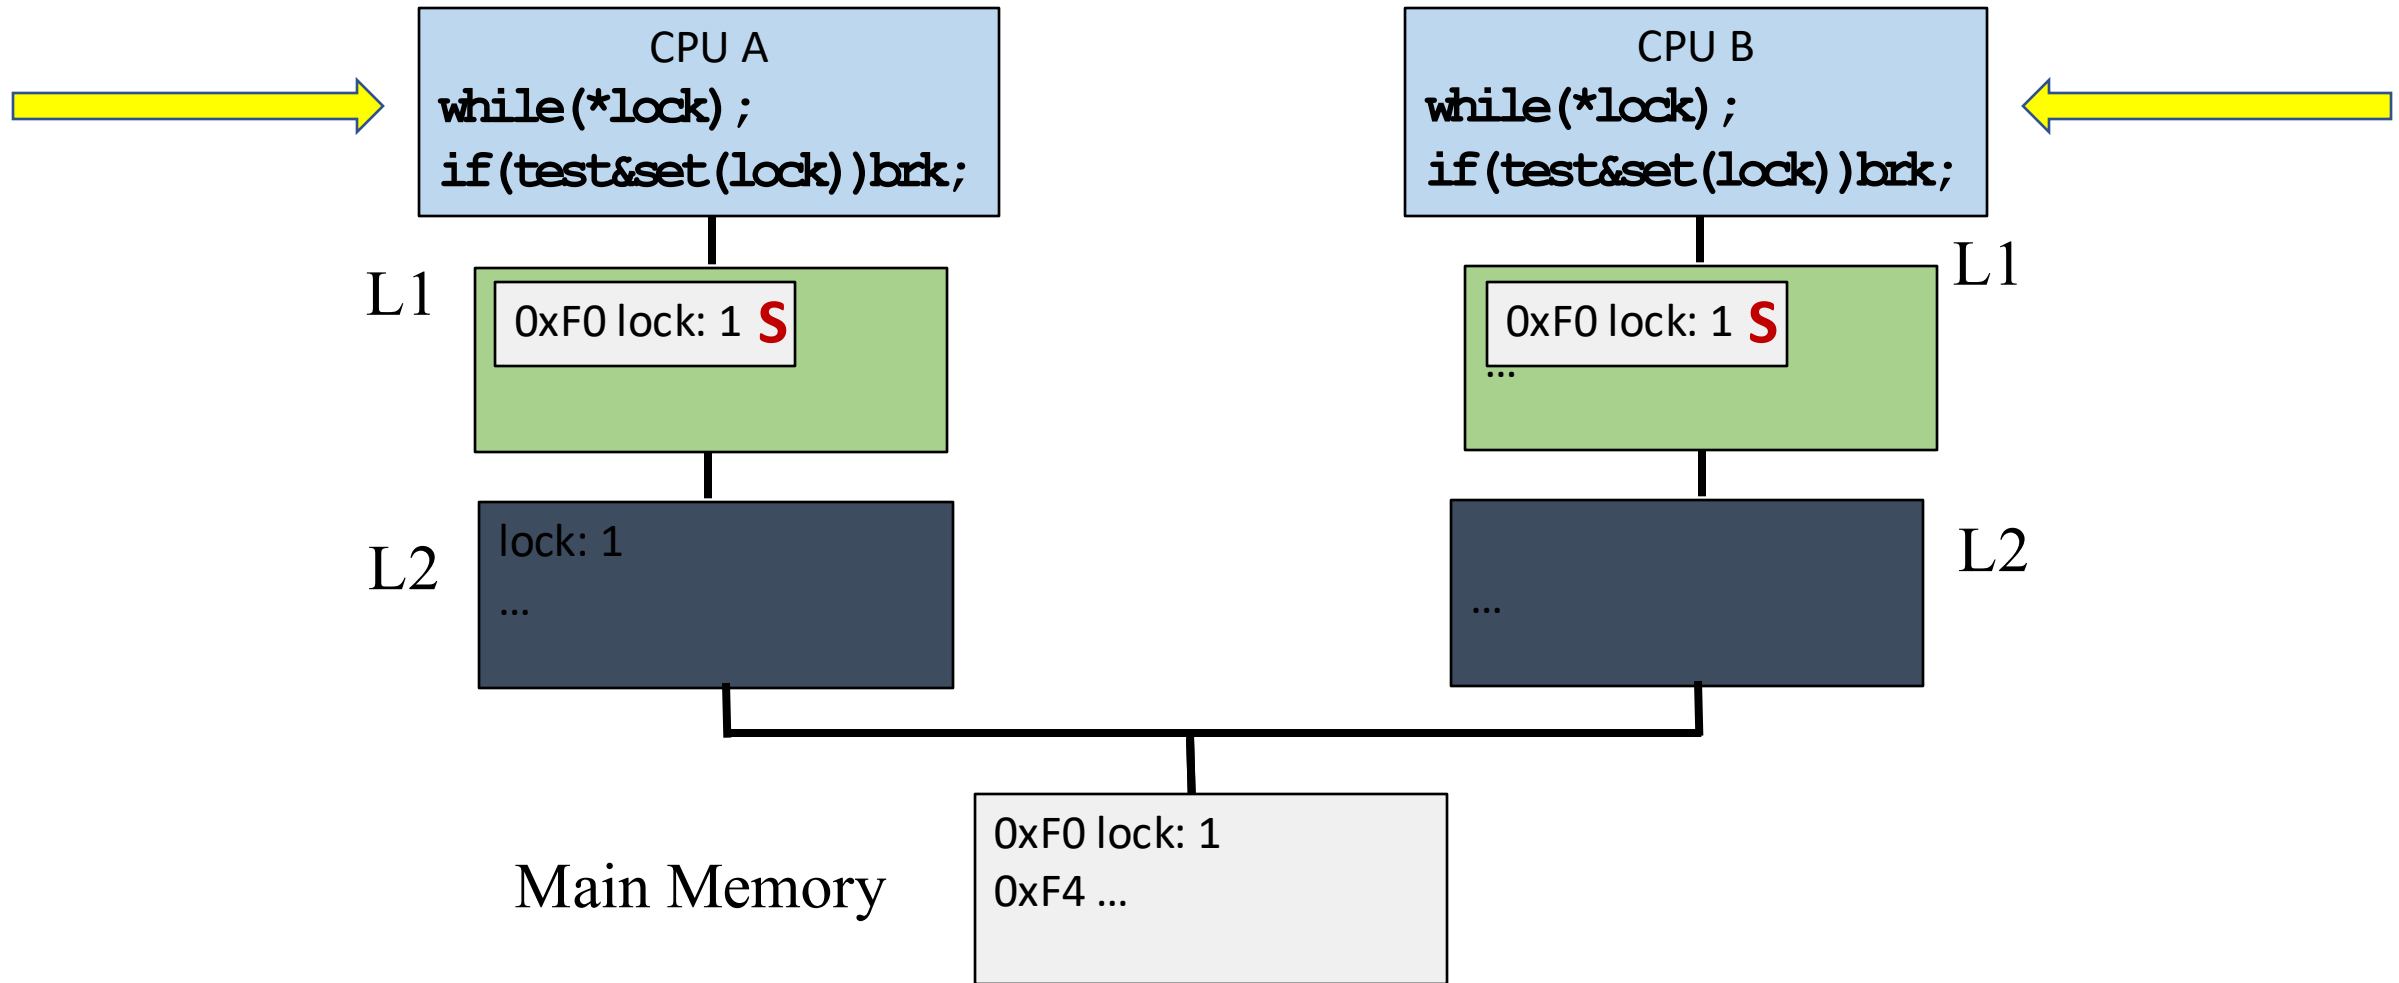 CPU A
while(*lock);
if(test&set(lock))brk;
CPU B
while(*lock);
if(test&set(lock))brk;
L1
0xF0 lock: 1 S
L1
0xF0 lock: 1 S
...
L2
lock: 1
...
L2
...
Main Memory
0xF0 lock: 1
0xF4 ...